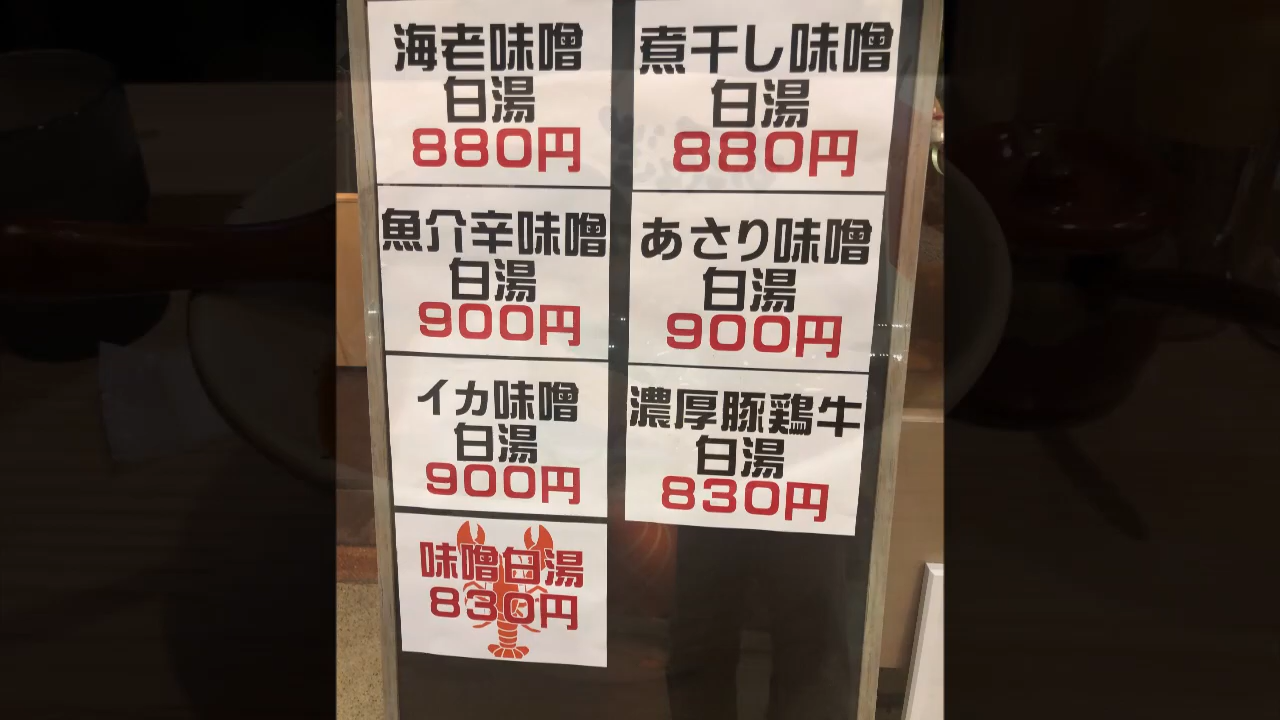 海老味噌
白湯
880円
煮干し味噌
白湯
880円
魚介辛味噌
白湯
900円
あさり味噌
白湯
900円
イカ味噌
白湯
900円
濃厚豚鶏牛
白湯
830円
味噌白湯
830円